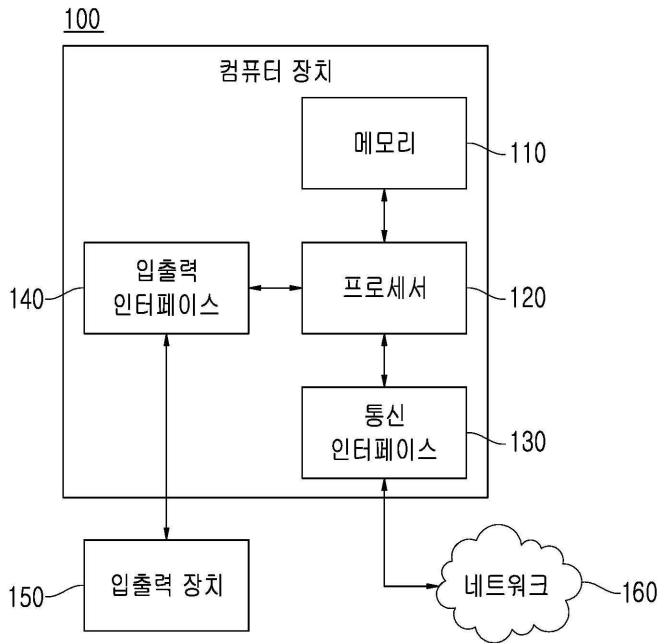 100
컴퓨터 장치
메모리
110
입출력
인터페이스
140
프로세서
120
통신
인터페이스
130
입출력 장치
150
네트워크
160